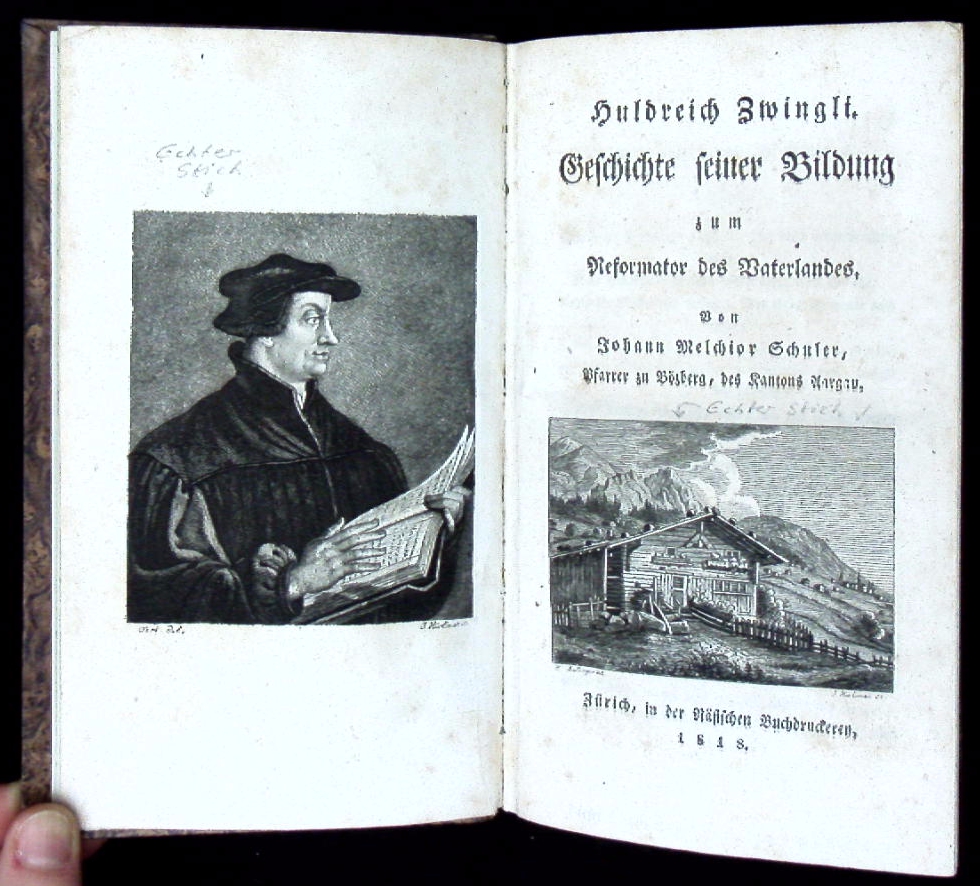 Echter
Stich
Huldreich Zwingli.
Geschichte seiner Bildung
zum
Reformator des Vaterlandes,
Von
Johann Melchior Schuler,
Pfarrer zu Bözberg, des Kantons Aargau,
Echter Stich
Zürich, in der Näfischen Buchdruckerey,
1818.